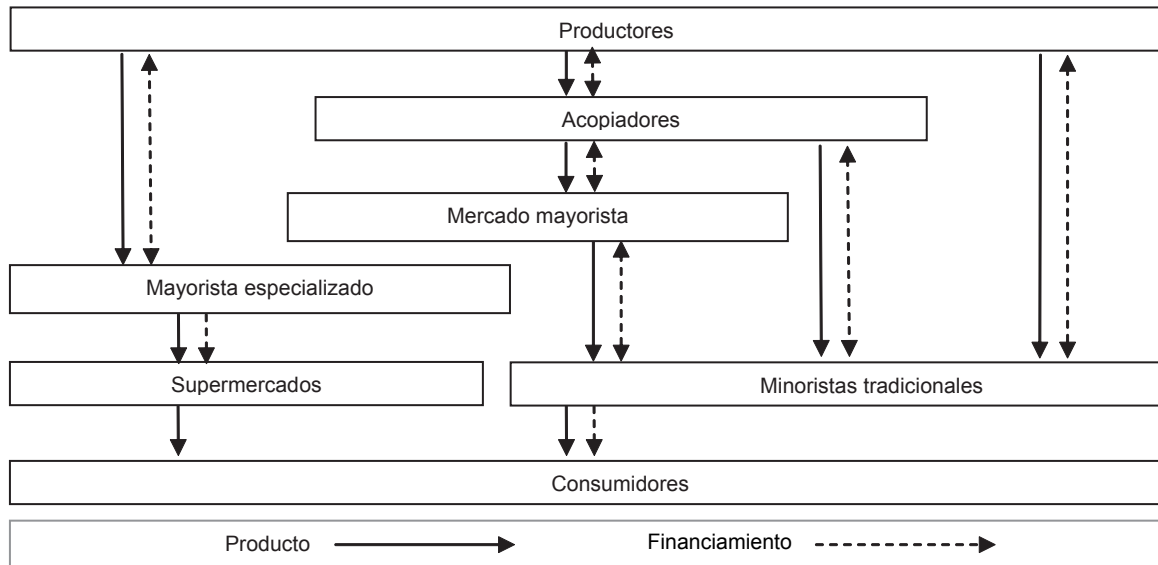 Productores
Acopiadores
Mercado mayorista
Mayorista especializado
Supermercados
Minoristas tradicionales
Consumidores
Producto
Financiamiento